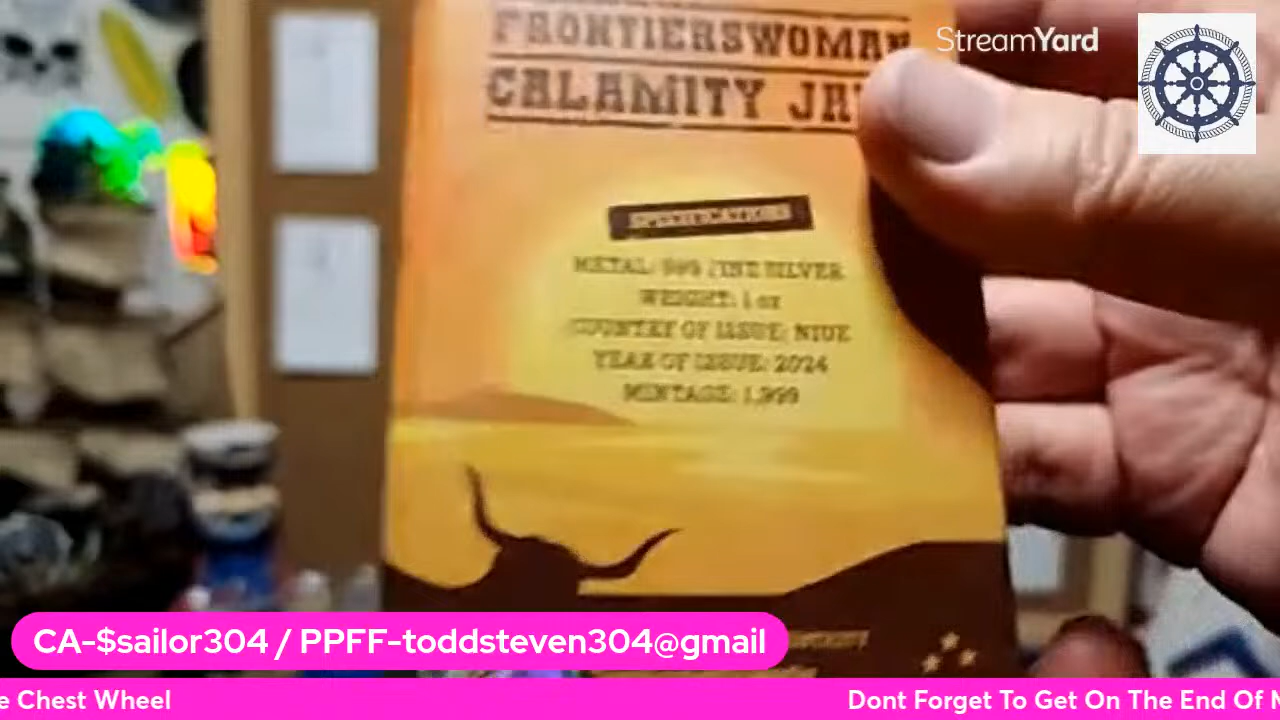 FRONTIERSWOMAN
StreamYard
CALAMITY JA
SPECIFICATIONS
METAL: 999 FINE SILVER
WEIGHT: 1 oz
COUNTRY OF ISSUE: NIUE
YEAR OF ISSUE: 2024
MINTAGE: 1,999
CA-$sailor304 / PPFF-toddsteven304@gmail
e Chest Wheel
Dont Forget To Get On The End Of